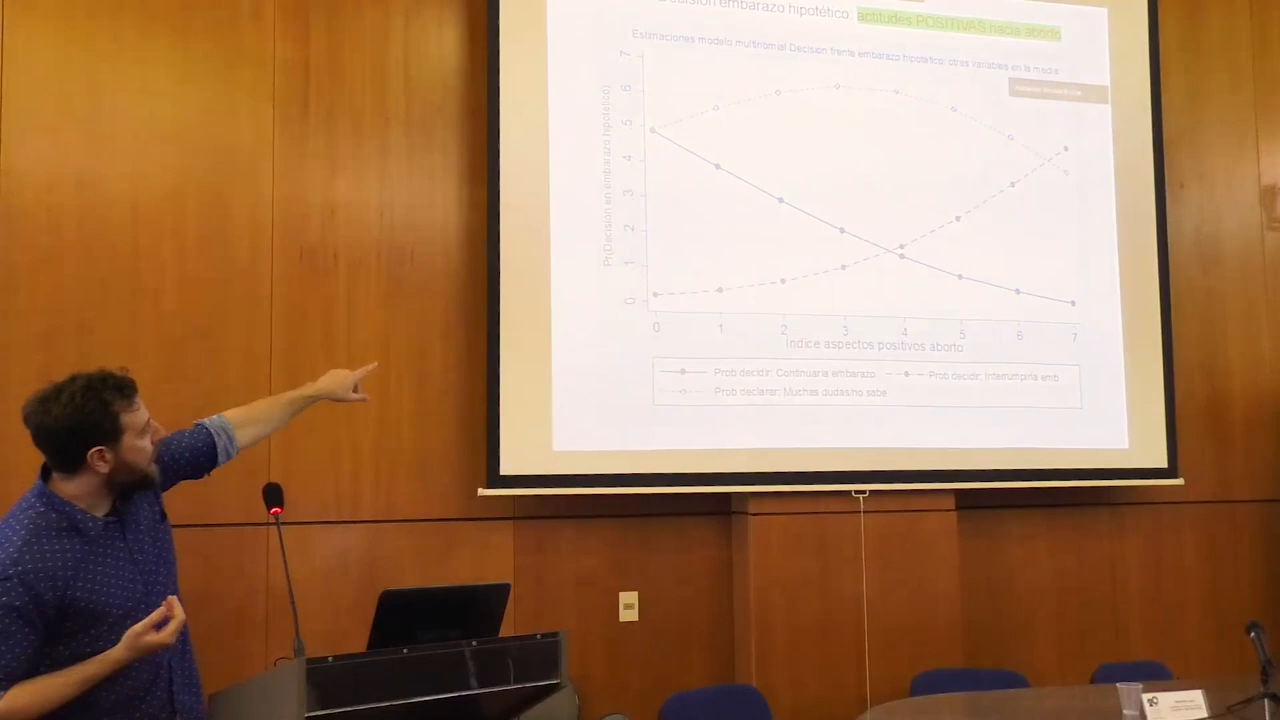 Decisión embarazo hipotético: actitudes POSITIVAS hacia aborto
Estimaciones modelo multinomial Decisión frente embarazo hipotético; otras variables en la media
Pr(Decisión en embarazo hipotético)
.7
.6
.5
.4
.3
.2
.1
0
0 1 2 3 4 5 6 7
Índice aspectos positivos aborto
Prob decidir: Continuaría embarazo
Prob decidir: Interrumpiría emb.
Prob declarar: Muchas dudas/no sabe